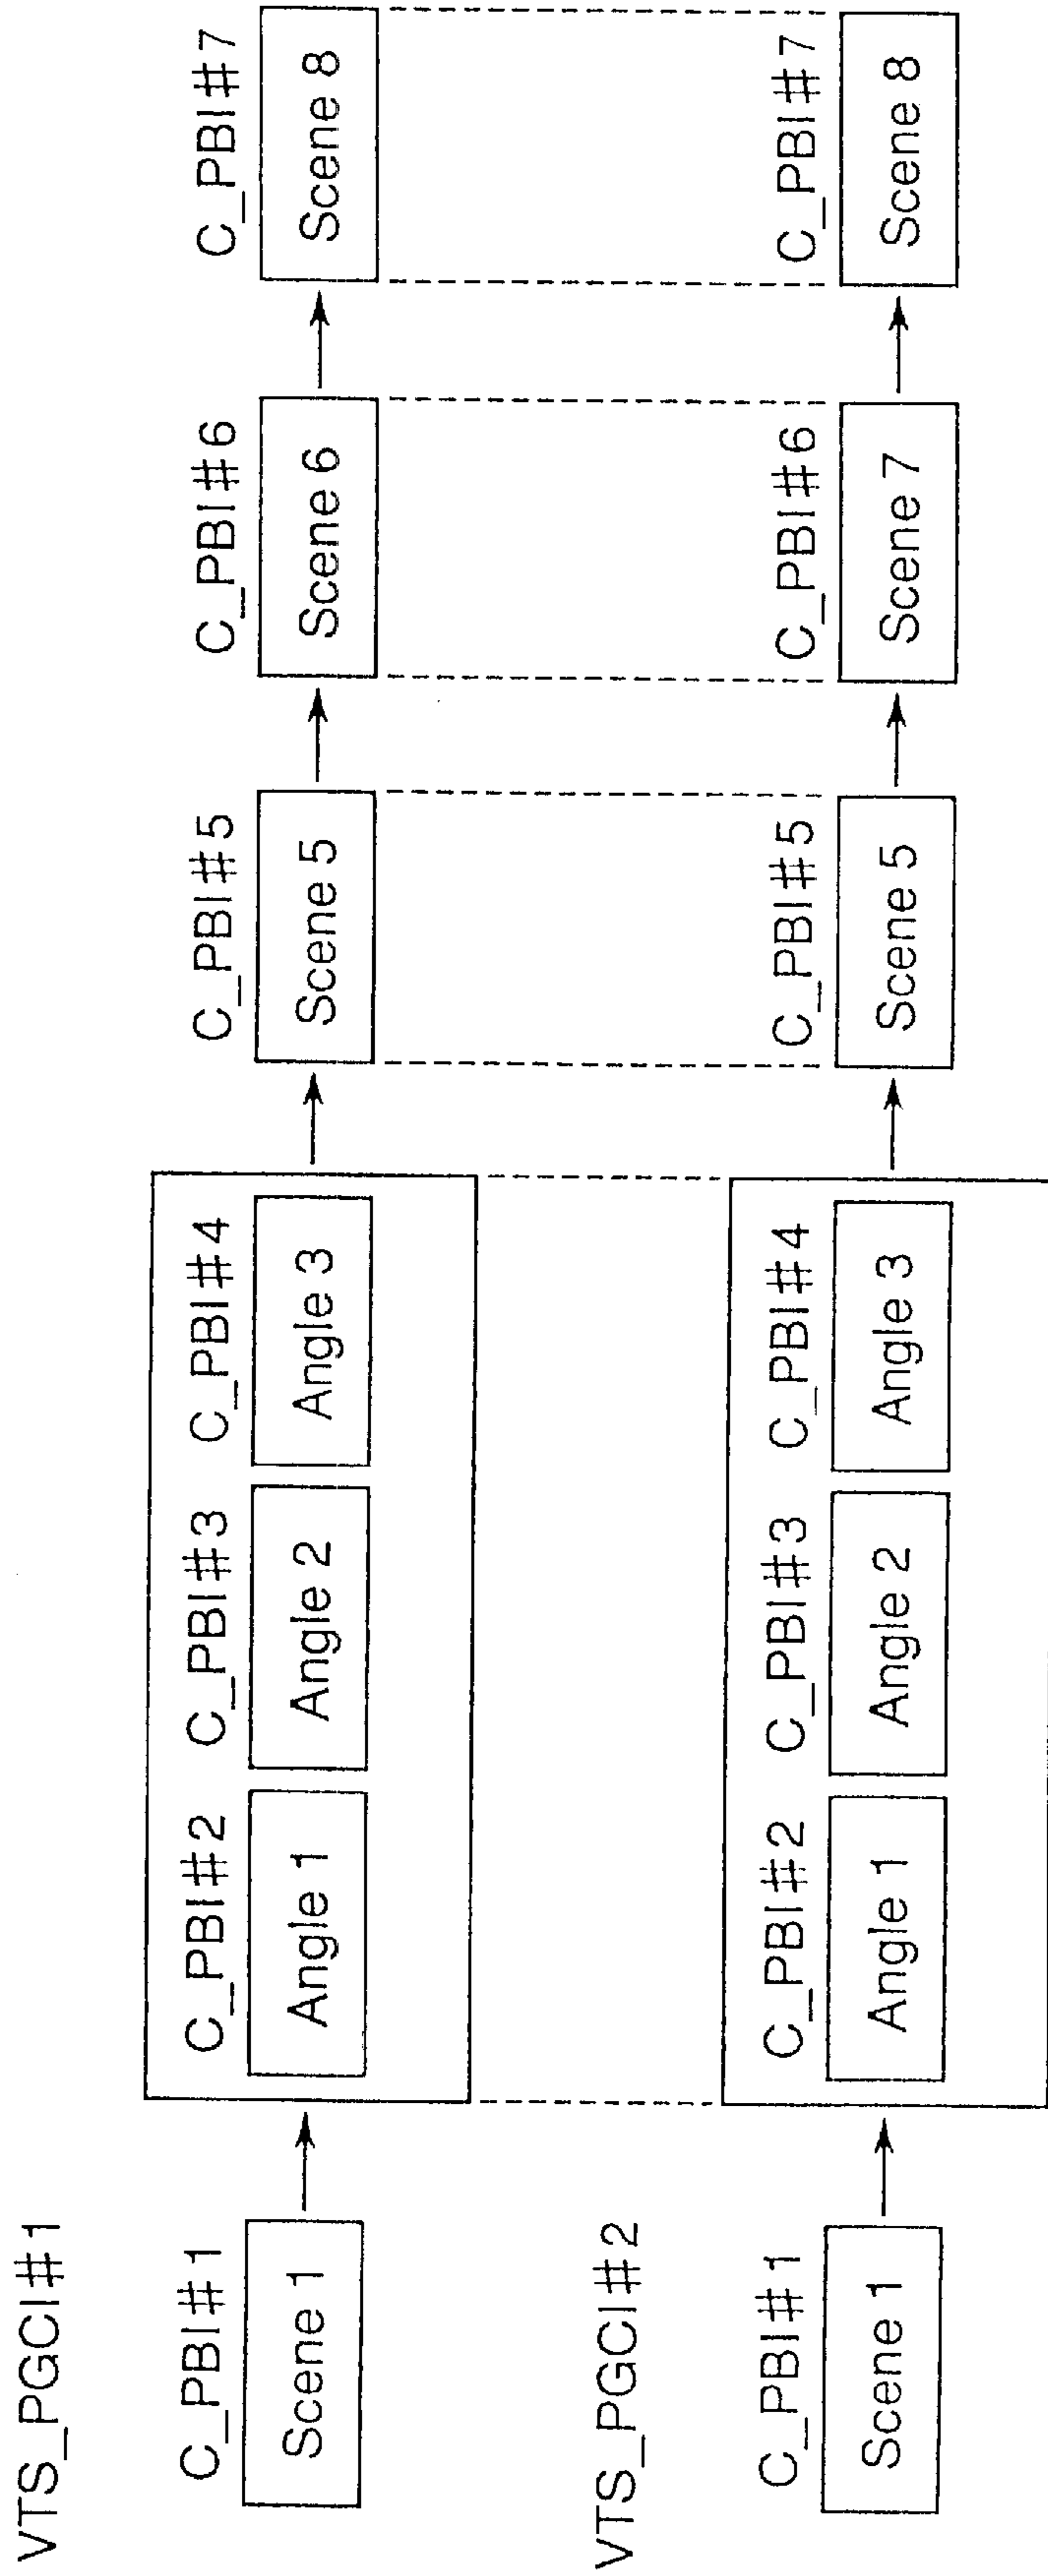 VTS_PGCI#1
C_PBI#1 C_PBI#2 C_PBI#3 C_PBI#4 C_PBI#5 C_PBI#6 C_PBI#7
Scene 1 Angle 1 Angle 2 Angle 3 Scene 5 Scene 6 Scene 8
VTS_PGCI#2
C_PBI#1 C_PBI#2 C_PBI#3 C_PBI#4 C_PBI#5 C_PBI#6 C_PBI#7
Scene 1 Angle 1 Angle 2 Angle 3 Scene 5 Scene 7 Scene 8